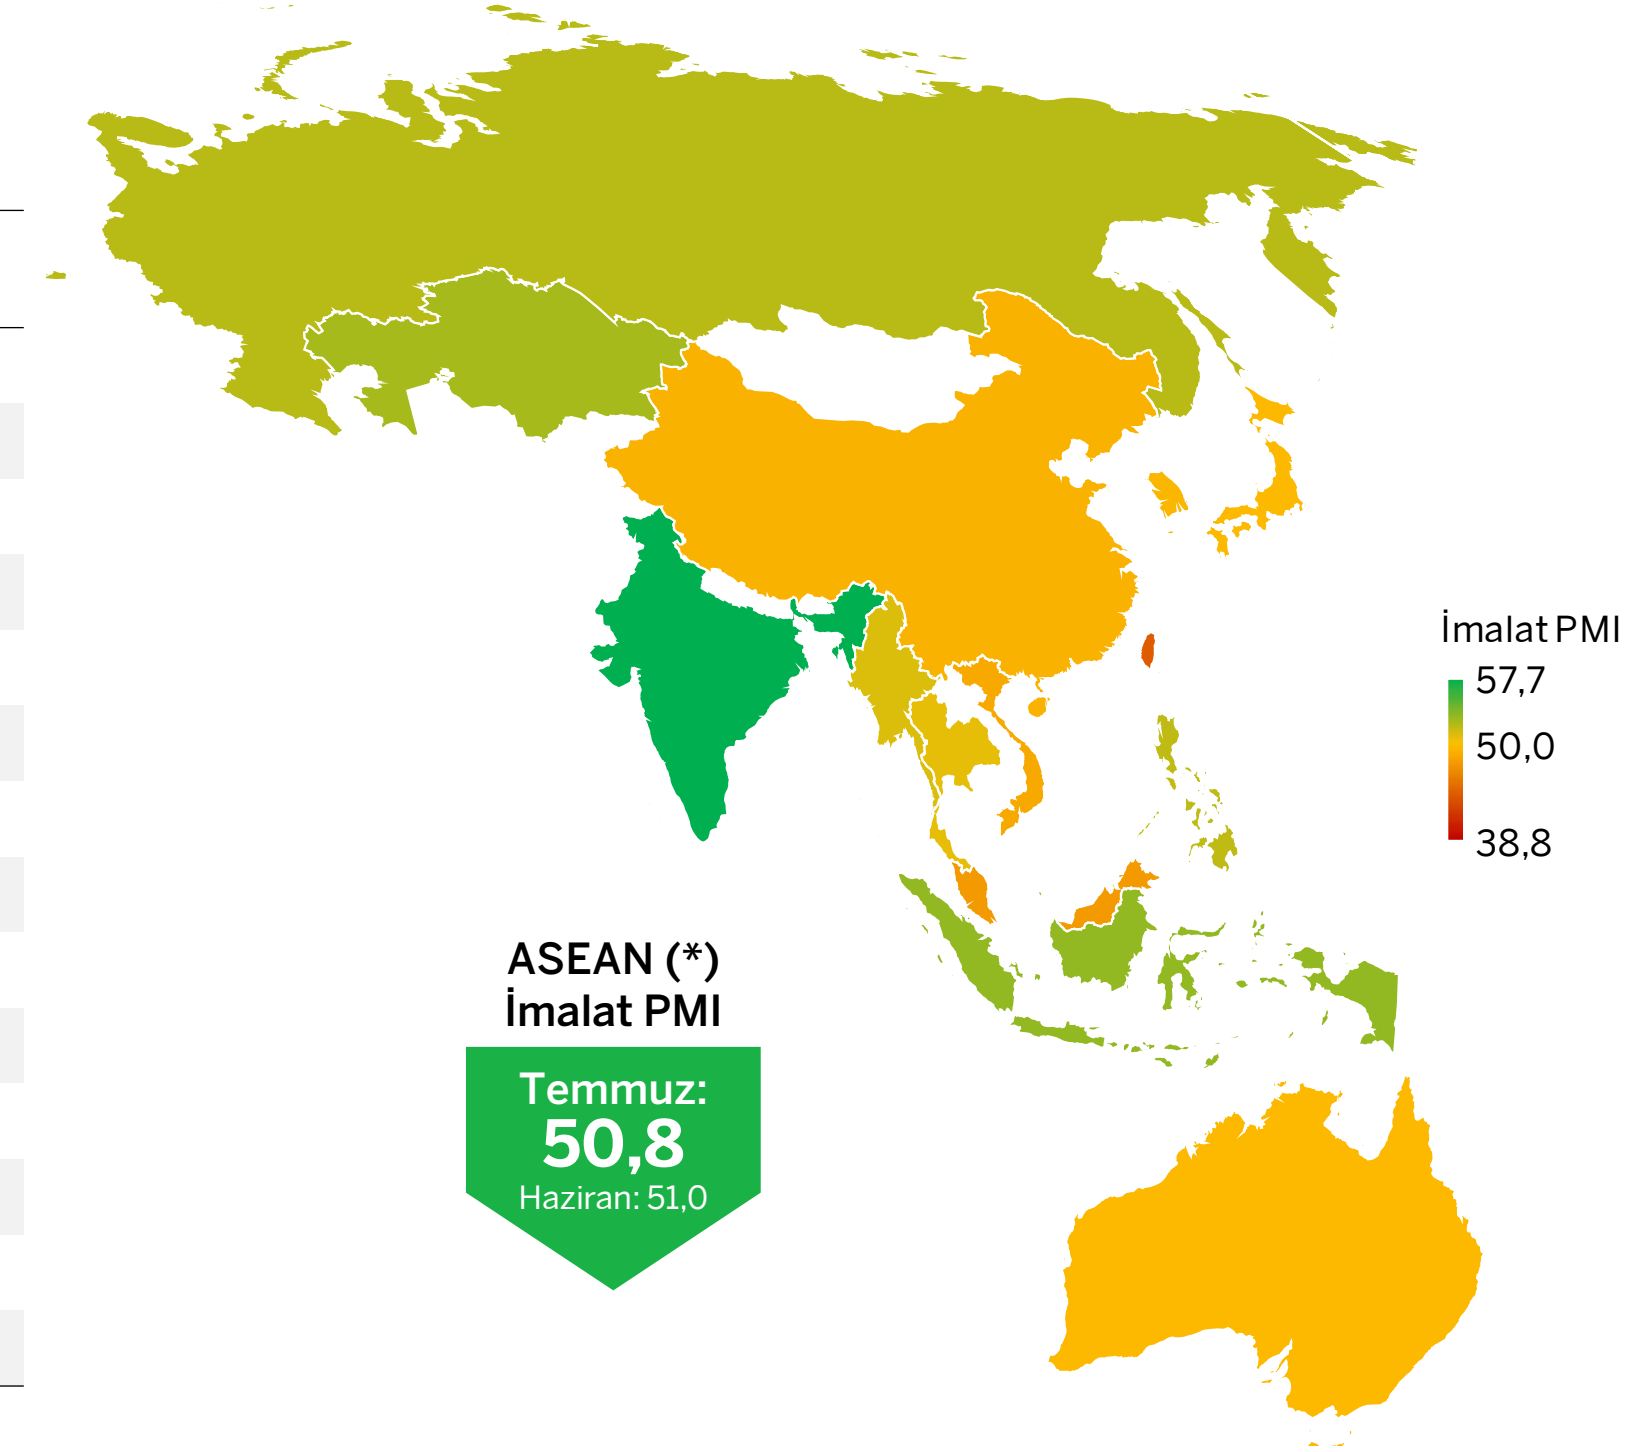 İmalat PMI
57,7
50,0
38,8
ASEAN (*)
İmalat PMI
Temmuz:
50,8
Haziran: 51,0